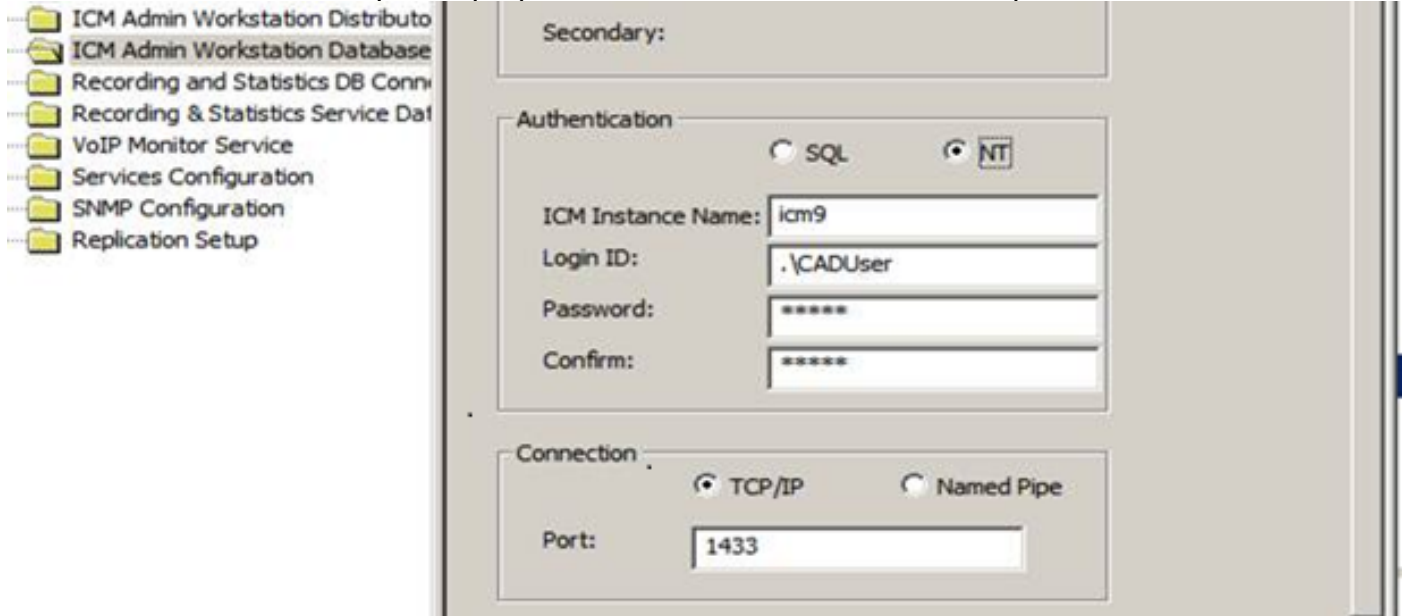 ICM Admin Workstation Distributo
ICM Admin Workstation Database
Recording and Statistics DB Conn
Recording & Statistics Service Dat
VoIP Monitor Service
Services Configuration
SNMP Configuration
Replication Setup
Secondary:
Authentication
SQL NT
ICM Instance Name: icm9
Login ID: .\CADUser
Password: *****
Confirm: *****
Connection
TCP/IP Named Pipe
Port: 1433